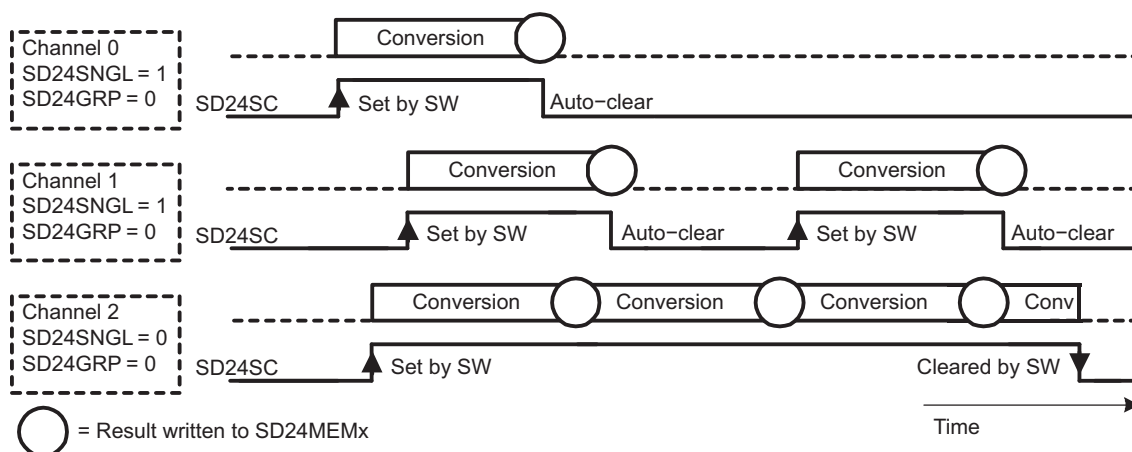 Channel 0
SD24SNGL = 1
SD24GRP = 0
Conversion
SD24SC
Set by SW
Auto−clear
Channel 1
SD24SNGL = 1
SD24GRP = 0
Conversion
Conversion
SD24SC
Set by SW
Auto−clear
Set by SW
Auto−clear
Channel 2
SD24SNGL = 0
SD24GRP = 0
Conversion
Conversion
Conversion
Conv
SD24SC
Set by SW
Cleared by SW
= Result written to SD24MEMx
Time